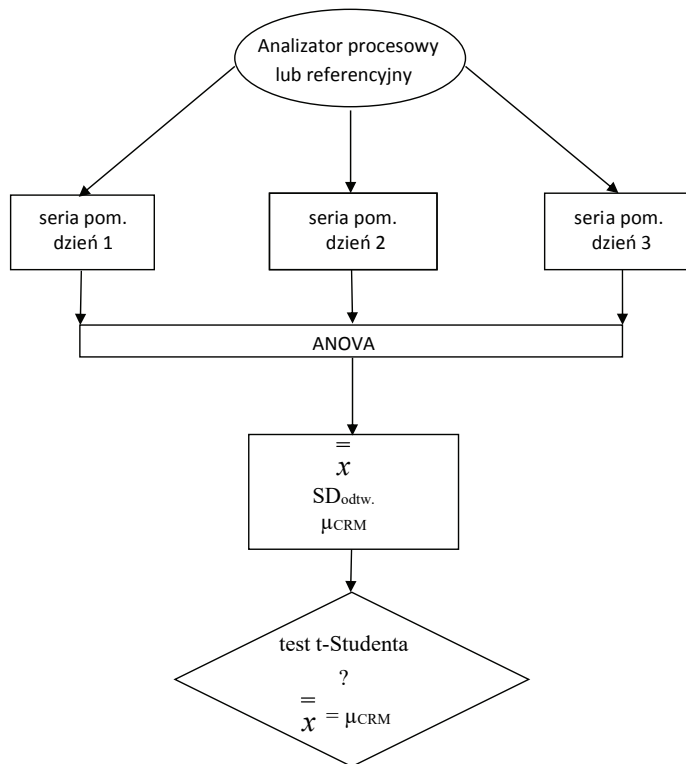 Analizator procesowy
lub referencyjny
seria pom.
dzień 1
seria pom.
dzień 2
seria pom.
dzień 3
ANOVA
x̿
SDodtw.
μCRM
test t-Studenta
?
x̿ = μCRM